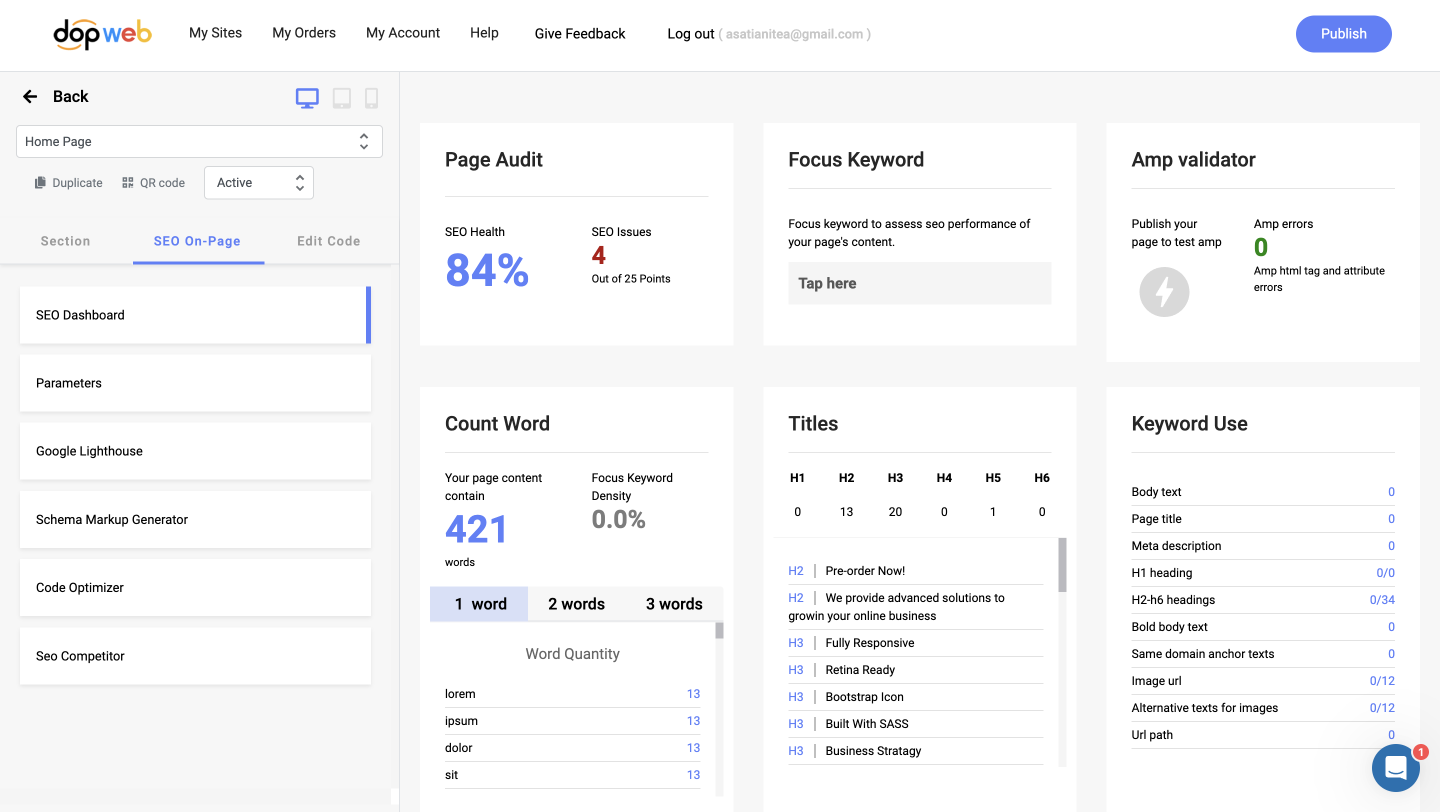 dopweb My Sites My Orders My Account Help Give Feedback Log out ( asatianitea@gmail.com ) Publish
Back
Home Page
Duplicate QR code Active
Section SEO On-Page Edit Code
SEO Dashboard
Parameters
Google Lighthouse
Schema Markup Generator
Code Optimizer
Seo Competitor
Page Audit
SEO Health
84%
SEO Issues
4
Out of 25 Points
Focus Keyword
Focus keyword to assess seo performance of
your page's content.
Tap here
Amp validator
Publish your
page to test amp
Amp errors
0
Amp html tag and attribute
errors
Count Word
Your page content
contain
421
words
Focus Keyword
Density
0.0%
1 word 2 words 3 words
Word Quantity
lorem 13
ipsum 13
dolor 13
sit 13
Titles
H1 H2 H3 H4 H5 H6
0 13 20 0 1 0
H2 | Pre-order Now!
H2 | We provide advanced solutions to
growin your online business
H3 | Fully Responsive
H3 | Retina Ready
H3 | Bootstrap Icon
H3 | Built With SASS
H3 | Business Stratagy
Keyword Use
Body text 0
Page title 0
Meta description 0
H1 heading 0/0
H2-h6 headings 0/34
Bold body text 0
Same domain anchor texts 0
Image url 0/12
Alternative texts for images 0/12
Url path 0
1